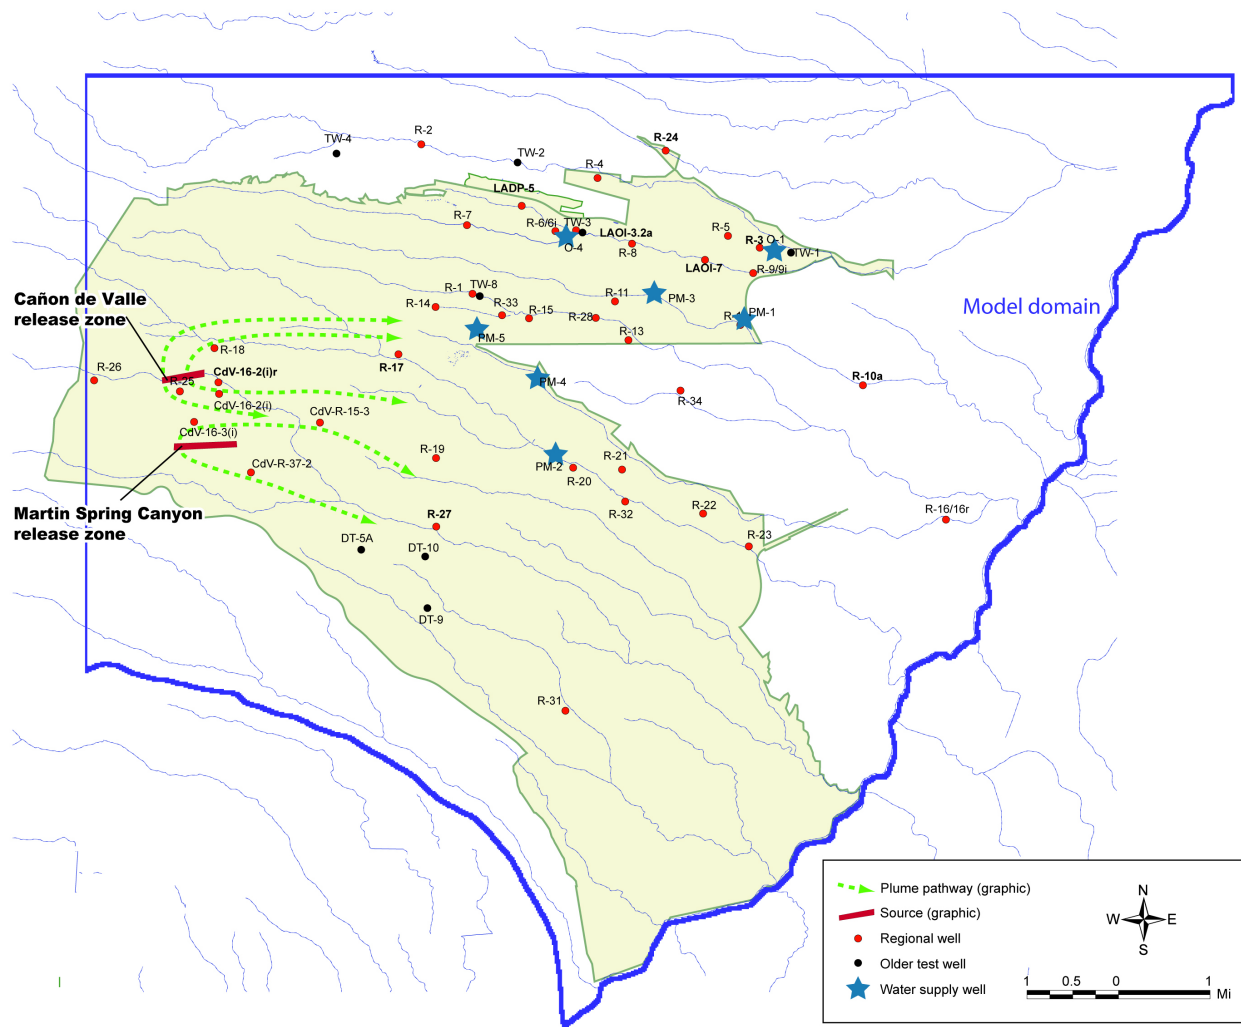 R-2
TW-4
R-24
TW-2
R-4
LADP-5
R-7
R-6/6i
TW-3
LAOI-3.2a
R-5
R-3
O-1
O-4
R-8
TW-1
LAOI-7
R-9/9i
Cañon de Valle
release zone
R-1
TW-8
R-14
R-33
R-15
R-11
PM-3
R-28
PM-1
Model domain
PM-5
R-13
R-18
R-17
R-26
CdV-16-2(i)r
R-25
PM-4
R-10a
R-34
CdV-16-2(i)
CdV-R-15-3
CdV-16-3(i)
R-19
R-21
CdV-R-37-2
PM-2
R-20
Martin Spring Canyon
release zone
R-27
R-32
R-22
R-16/16r
R-23
DT-5A
DT-10
DT-9
R-31
Plume pathway (graphic)
Source (graphic)
Regional well
Older test well
Water supply well
N
W
E
S
1 0.5 0 1
Mi